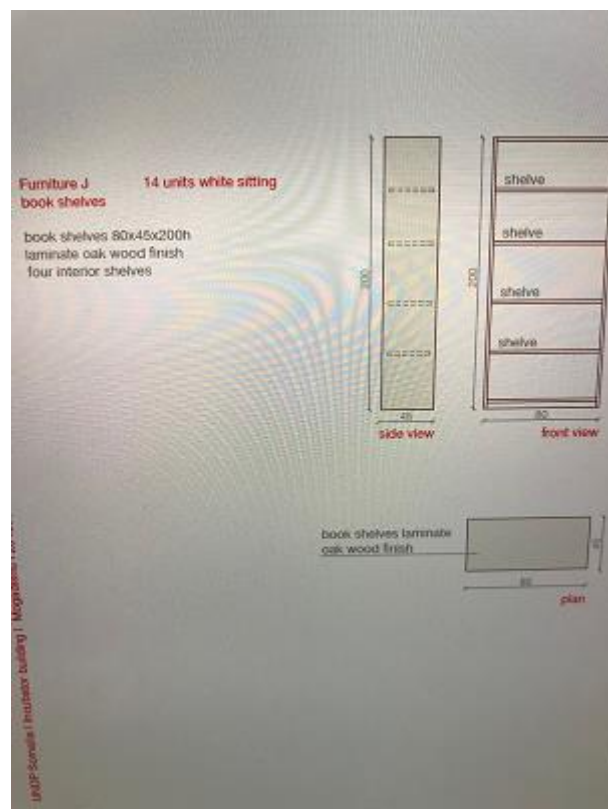 Furniture J 14 units white sitting
book shelves
book shelves 80x45x200h
laminate oak wood finish
four interior shelves
200
45
side view
200
shelve
shelve
shelve
shelve
80
front view
book shelves laminate
oak wood finish
80
plan
UNDP Somalia I Incubator building I